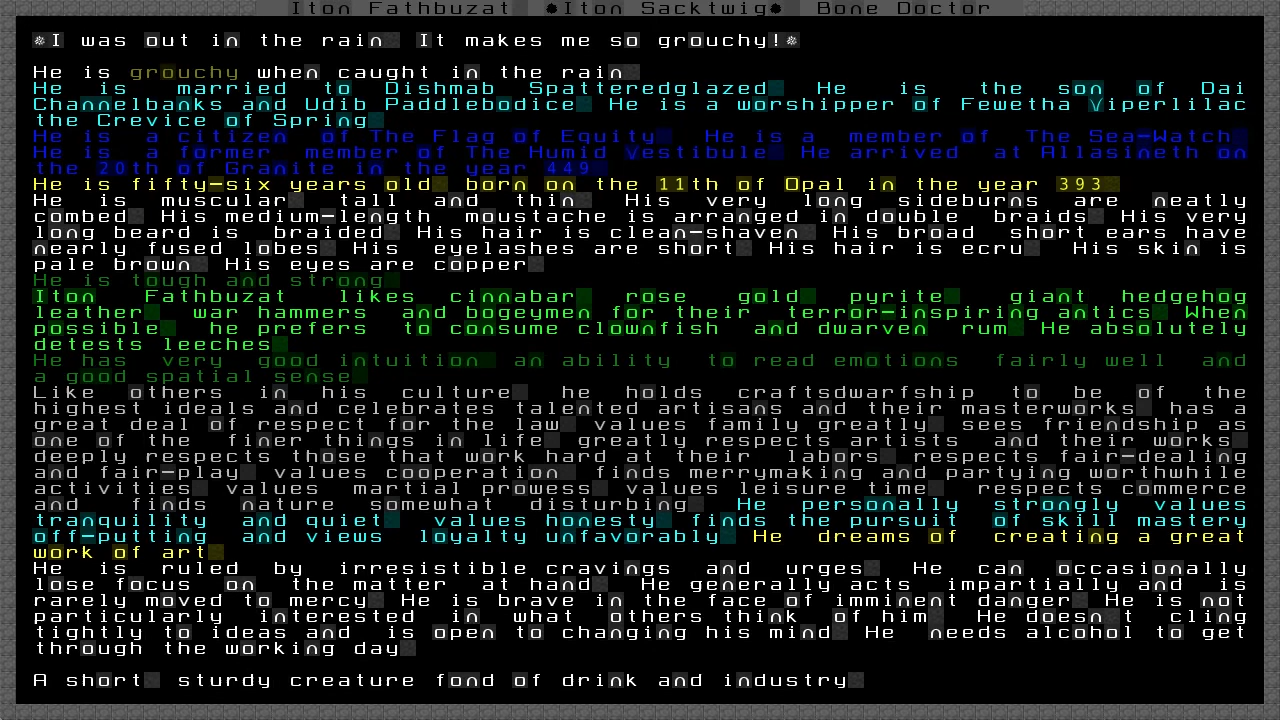 Iton Fathbuzat ☼Iton Sacktwig☼ Bone Doctor
☼I was out in the rain. It makes me so grouchy!☼
He is grouchy when caught in the rain.
He is married to Dishmab Spatteredglazed. He is the son of Dai
Channelbanks and Udib Paddlebodice. He is a worshipper of Fewetha Viperlilac
the Crevice of Spring.
He is a citizen of The Flag of Equity. He is a member of The Sea-Watch.
He is a former member of The Humid Vestibule. He arrived at Allasineth on
the 20th of Granite in the year 449.
He is fifty-six years old, born on the 11th of Opal in the year 393.
He is muscular, tall and thin. His very long sideburns are neatly
combed. His medium-length moustache is arranged in double braids. His very
long beard is braided. His hair is clean-shaven. His broad, short ears have
nearly fused lobes. His eyelashes are short. His hair is ecru. His skin is
pale brown. His eyes are copper.
He is tough and strong.
Iton Fathbuzat likes cinnabar, rose gold, pyrite, giant hedgehog
leather, war hammers and bogeymen for their terror-inspiring antics. When
possible, he prefers to consume clownfish and dwarven rum. He absolutely
detests leeches.
He has very good intuition, an ability to read emotions fairly well and
a good spatial sense.
Like others in his culture, he holds craftsdwarfship to be of the
highest ideals and celebrates talented artisans and their masterworks, has a
great deal of respect for the law, values family greatly, sees friendship as
one of the finer things in life, greatly respects artists and their works,
deeply respects those that work hard at their labors, respects fair-dealing
and fair-play, values cooperation, finds merrymaking and partying worthwhile
activities, values martial prowess, values leisure time, respects commerce
and finds nature somewhat disturbing. He personally strongly values
tranquility and quiet, values honesty, finds the pursuit of skill mastery
off-putting and views loyalty unfavorably. He dreams of creating a great
work of art.
He is ruled by irresistible cravings and urges. He can occasionally
lose focus on the matter at hand. He generally acts impartially and is
rarely moved to mercy. He is brave in the face of imminent danger. He is not
particularly interested in what others think of him. He doesn't cling
tightly to ideas and is open to changing his mind. He needs alcohol to get
through the working day.
A short, sturdy creature fond of drink and industry.